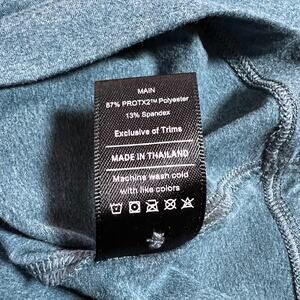 MAIN
87% PROTX2™ Polyester
13% Spandex
Exclusive of Trims
MADE IN THAILAND
Machine wash cold
with like colors